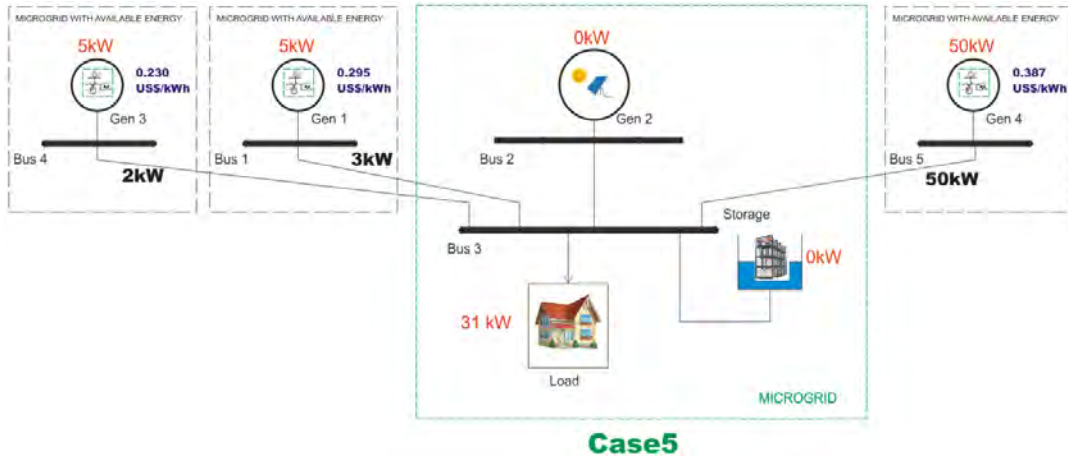 MICROGRID WITH AVAILABLE ENERGY
5kW
0.230
US$/kWh
Gen 3
Bus 4
2kW
MICROGRID WITH AVAILABLE ENERGY
5kW
0.295
US$/kWh
Gen 1
Bus 1
3kW
0kW
Gen 2
Bus 2
MICROGRID WITH AVAILABLE ENERGY
50kW
0.387
US$/kWh
Gen 4
Bus 5
50kW
Bus 3
Storage
0kW
31 kW
Load
MICROGRID
Case5